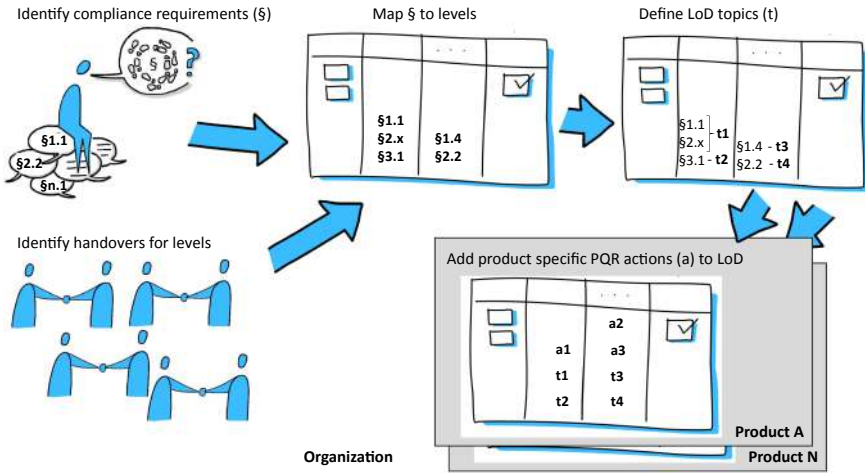 Identify compliance requirements (§)
Map § to levels
Define LoD topics (t)
§
?
§1.1
§2.2
§n.1
. . .
§1.1
§2.x
§3.1
§1.4
§2.2
. . .
§1.1
§2.x
t1
§3.1 - t2
§1.4 - t3
§2.2 - t4
Identify handovers for levels
Add product specific PQR actions (a) to LoD
. . .
a1
t1
t2
a2
a3
t3
t4
Product A
Product N
Organization